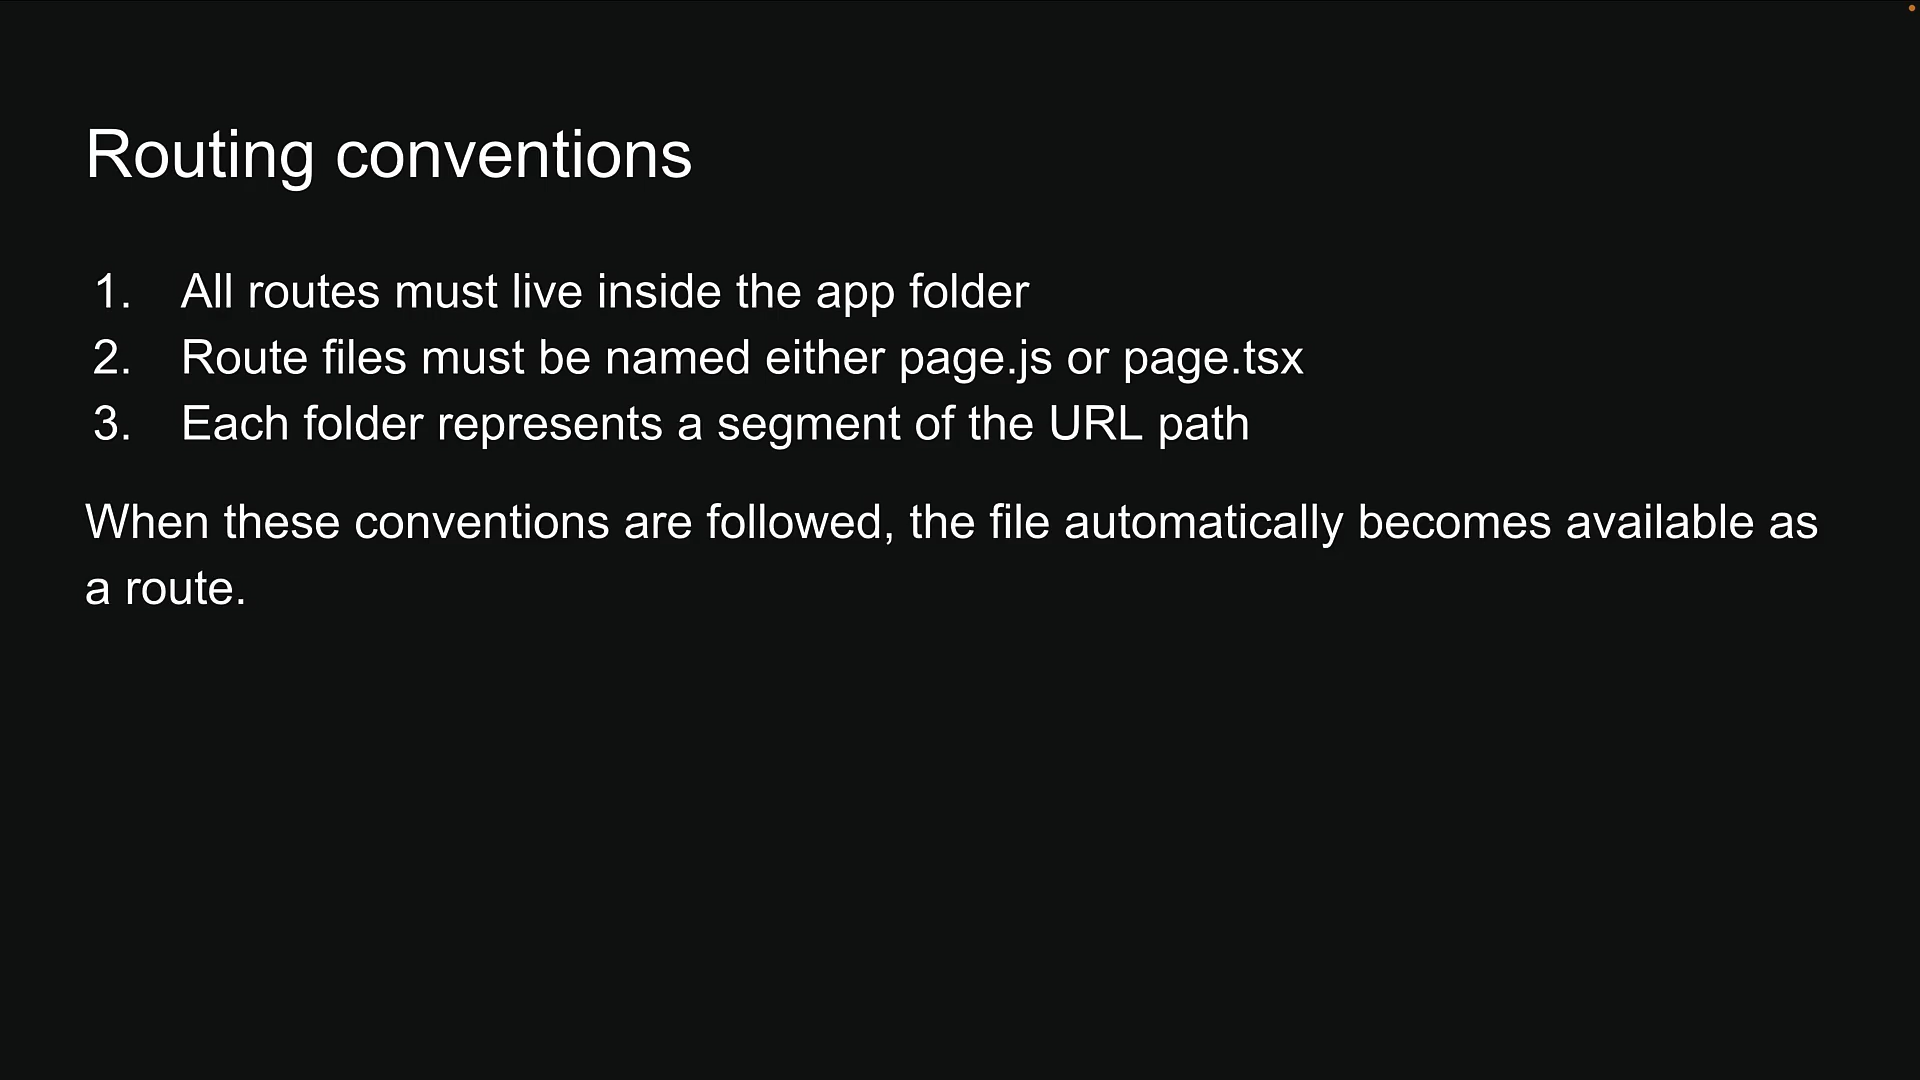 Routing conventions
1. All routes must live inside the app folder
2. Route files must be named either page.js or page.tsx
3. Each folder represents a segment of the URL path
When these conventions are followed, the file automatically becomes available as
a route.